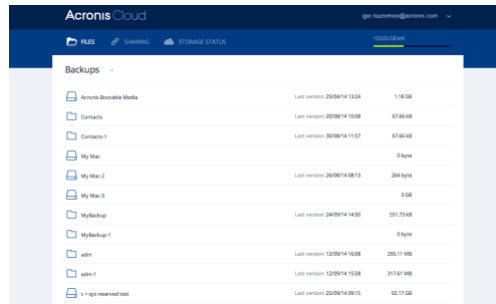 Acronis Cloud igor.kuznetsov@acronis.com
FILES SHARING STORAGE STATUS 153.03 GB left
Backups
Acronis Bootable Media Last version: 25/04/14 13:24 1.18 GB
Contacts Last version: 20/08/14 10:08 67.66 kB
Contacts-1 Last version: 30/08/14 11:57 67.66 kB
My Mac 0 byte
My Mac-2 Last version: 26/09/14 08:13 264 byte
My Mac-3 3 GB
MyBackup Last version: 24/09/14 14:50 551.73 kB
MyBackup-1 0 byte
adm Last version: 12/09/14 16:08 295.11 MB
adm-1 Last version: 12/09/14 15:58 317.61 MB
c + sys reserved test Last version: 25/09/14 09:15 92.17 GB